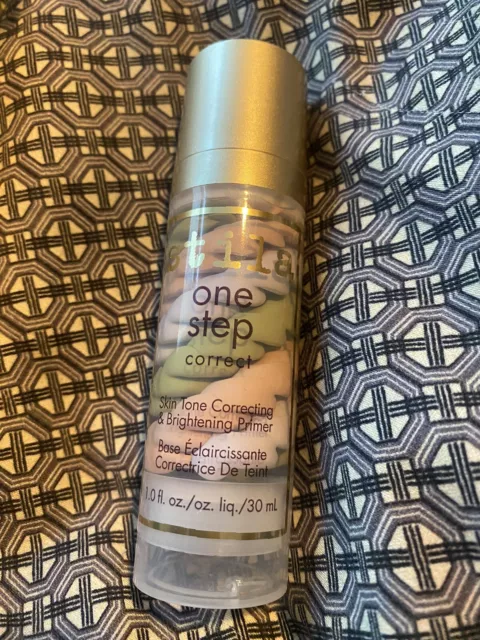 stila
one
step
correct
Skin Tone Correcting
& Brightening Primer
Base Éclaircissante
Correctrice De Teint
1.0 fl. oz./oz. liq./30 mL